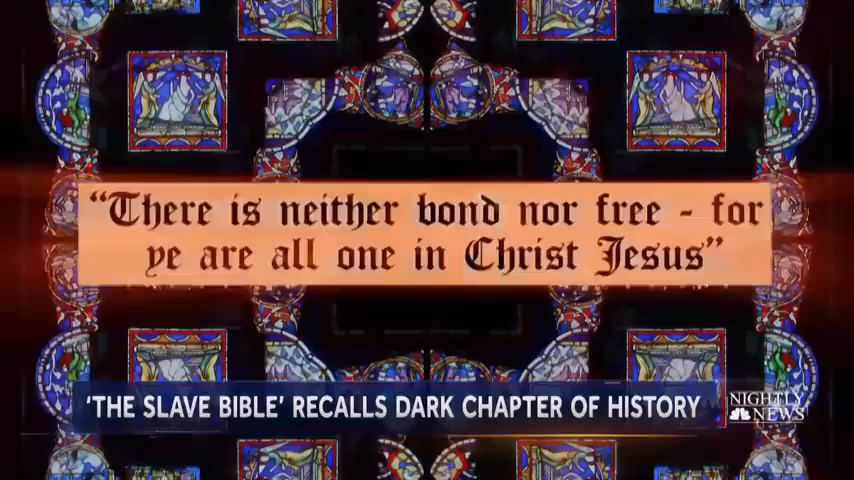 “There is neither bond nor free - for
ye are all one in Christ Jesus”
‘THE SLAVE BIBLE’ RECALLS DARK CHAPTER OF HISTORY
NIGHTLY
NEWS